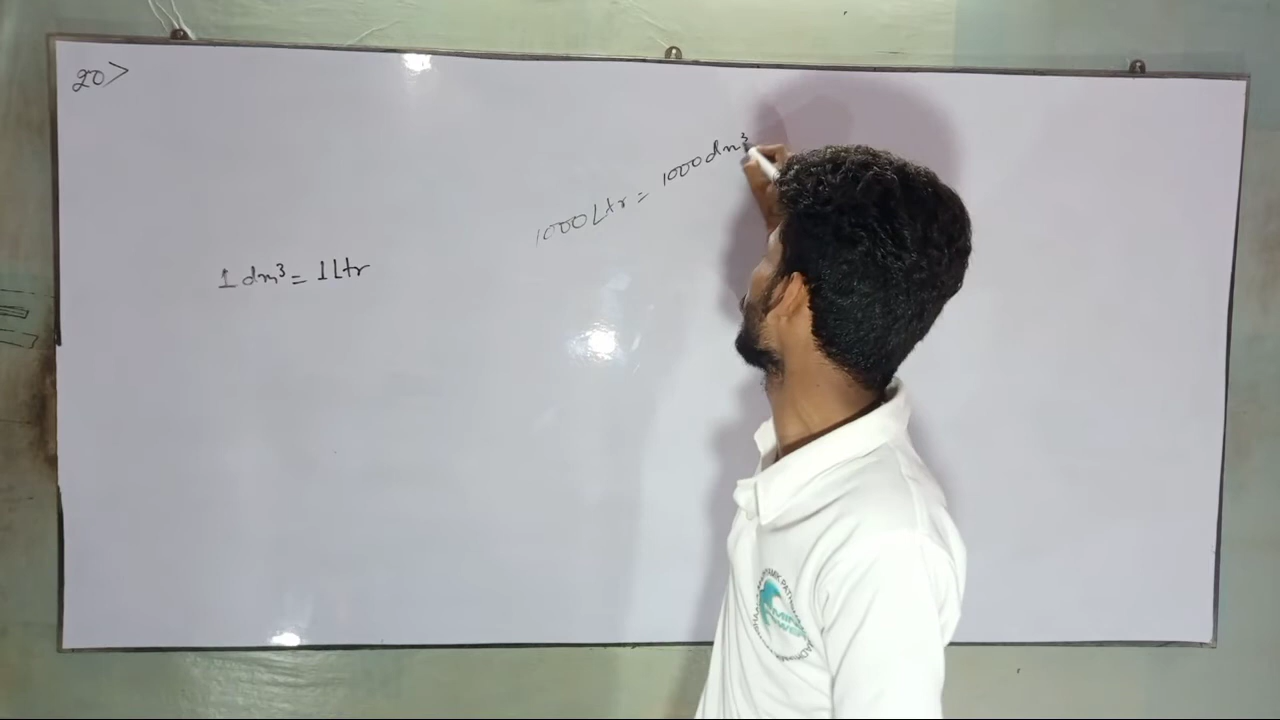 20>
1000 Ltr = 1000 dm³
1 dm³ = 1 Ltr